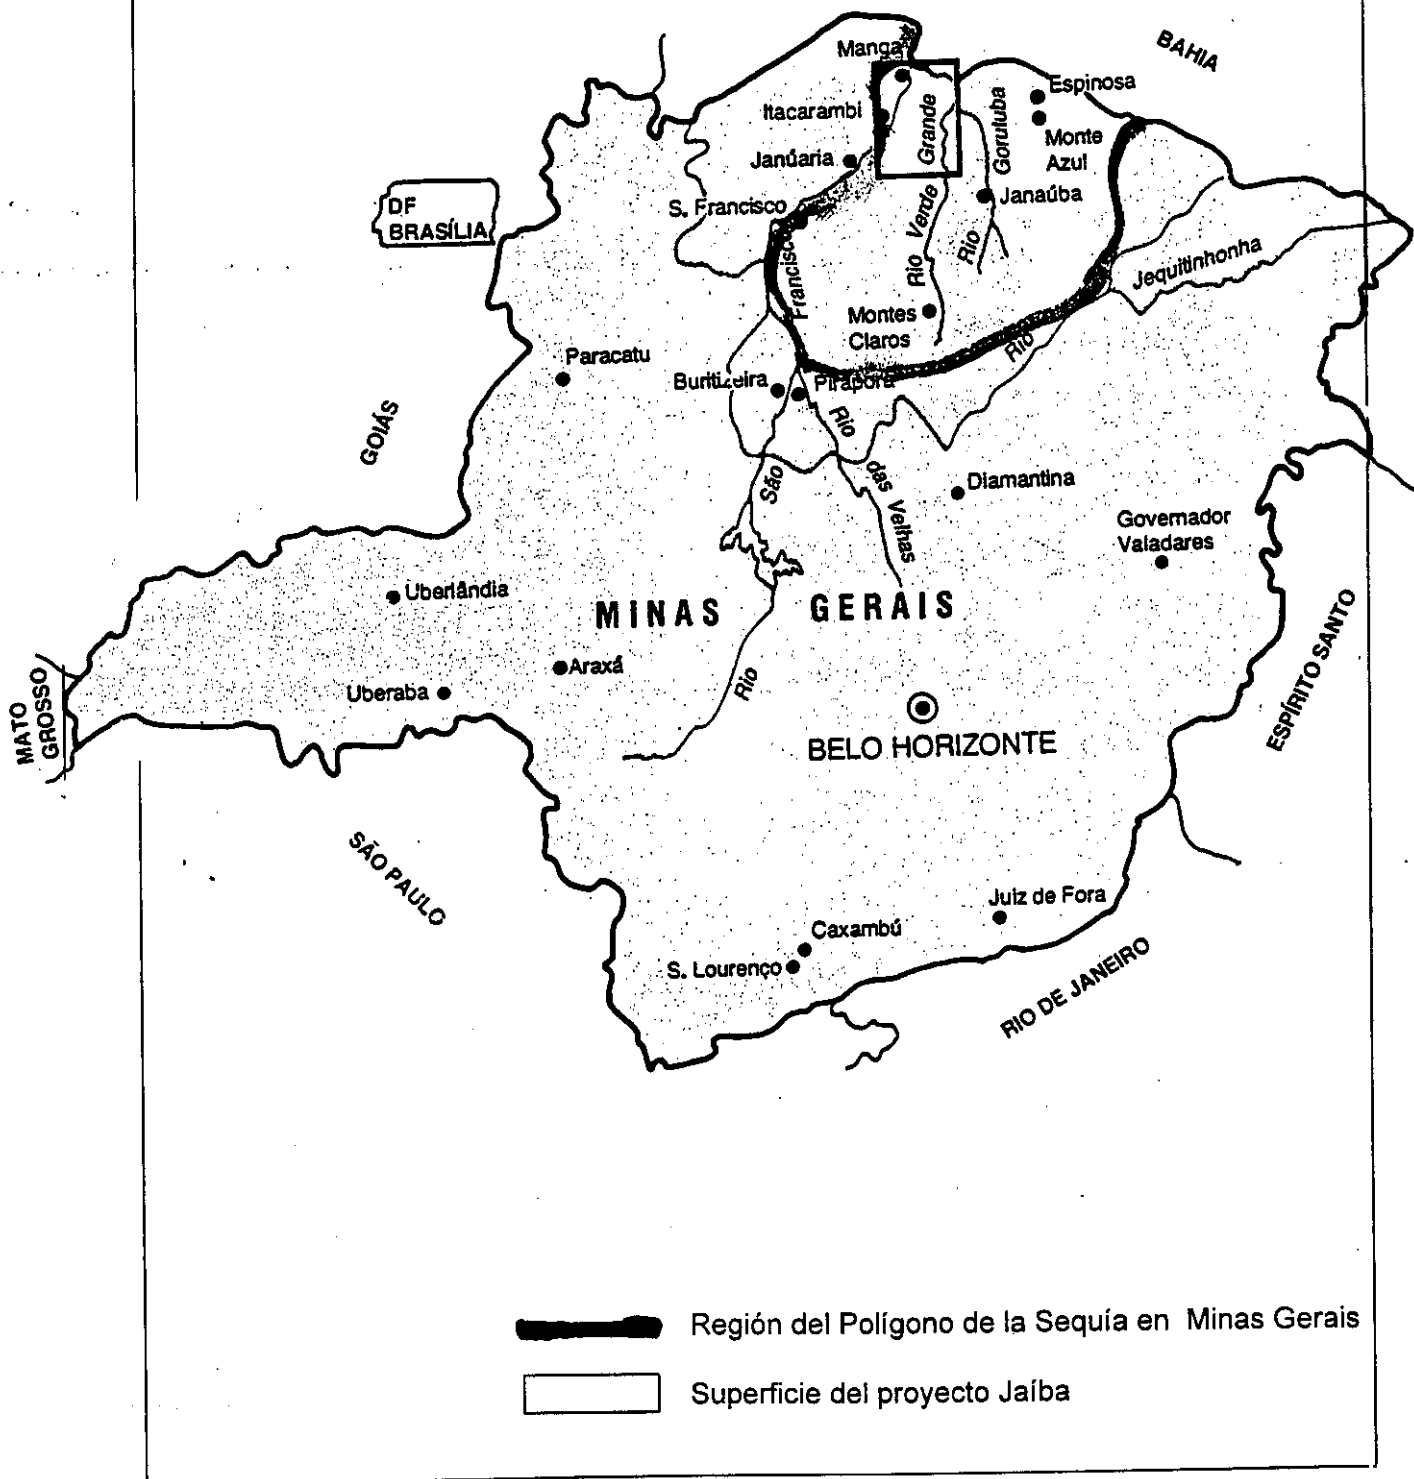 BAHIA
Manga
Espinosa
Itacarambi
Grande
Gorutuba
Monte
Azul
Janúaria
DF
BRASÍLIA
S. Francisco
Rio Verde
Janaúba
Rio
Francisco
Jequitinhonha
Montes
Claros
Rio
Paracatu
Buritizeira
Pirapora
Rio
GOIÁS
São
das Velhas
Diamantina
Governador
Valadares
Uberlândia
MINAS GERAIS
ESPÍRITO SANTO
Araxá
Uberaba
Rio
MATO
GROSSO
BELO HORIZONTE
SÃO PAULO
Juiz de Fora
Caxambú
S. Lourenço
RIO DE JANEIRO
Región del Polígono de la Sequía en Minas Gerais
Superficie del proyecto Jaíba